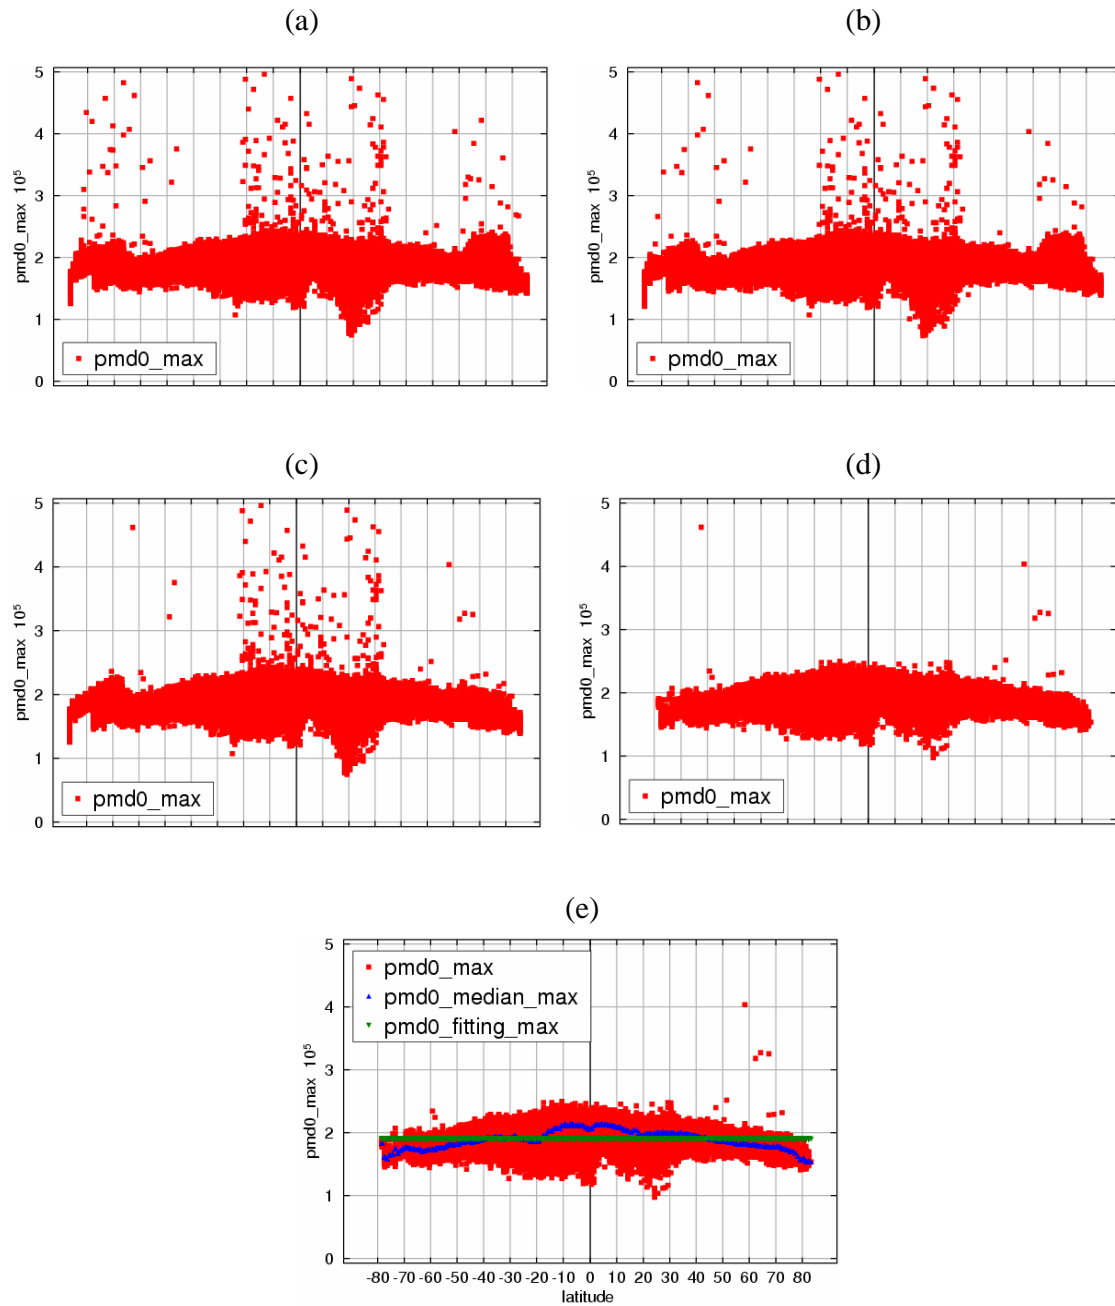 (a)
(b)
5
4
3
2
1
0
pmd0_max 10⁵
pmd0_max
5
4
3
2
1
0
pmd0_max 10⁵
pmd0_max
(c)
(d)
5
4
3
2
1
0
pmd0_max 10⁵
pmd0_max
5
4
3
2
1
0
pmd0_max 10⁵
pmd0_max
(e)
5
4
3
2
1
0
pmd0_max 10⁵
pmd0_max
pmd0_median_max
pmd0_fitting_max
-80 -70 -60 -50 -40 -30 -20 -10 0 10 20 30 40 50 60 70 80
latitude